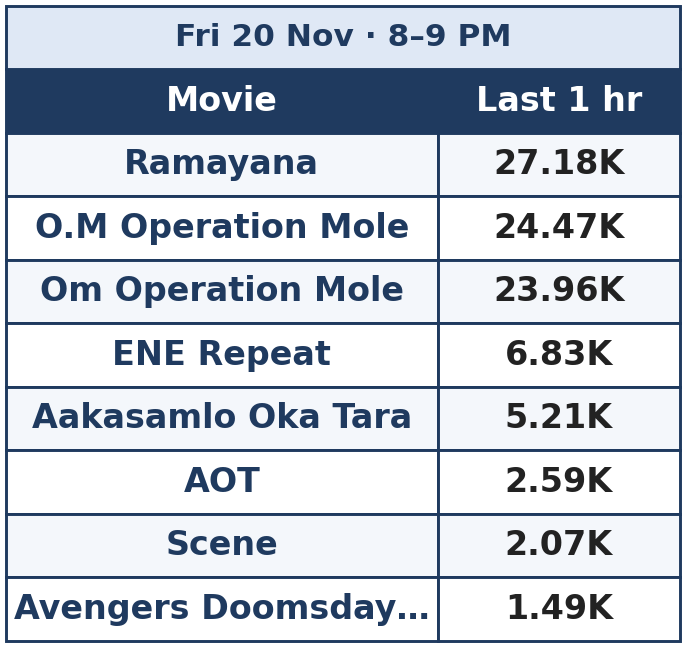 Fri 20 Nov · 8–9 PM
Movie Last 1 hr
Ramayana 27.18K
O.M Operation Mole 24.47K
Om Operation Mole 23.96K
ENE Repeat 6.83K
Aakasamlo Oka Tara 5.21K
AOT 2.59K
Scene 2.07K
Avengers Doomsday... 1.49K